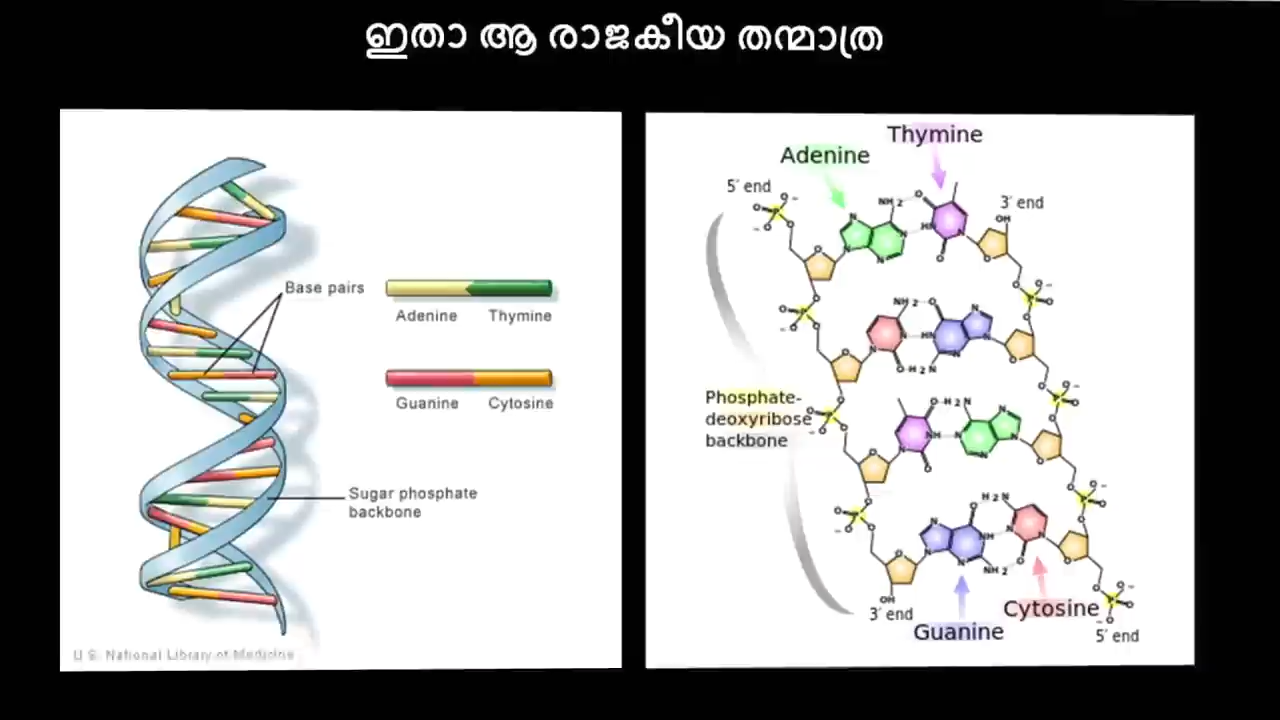 ഇതാ ആ രാജകീയ തന്മാത്ര
Base pairs
Adenine Thymine
Guanine Cytosine
Sugar phosphate
backbone
U.S. National Library of Medicine
Thymine
Adenine
5′ end
3′ end
Phosphate-
deoxyribose
backbone
3′ end
Cytosine
Guanine
5′ end